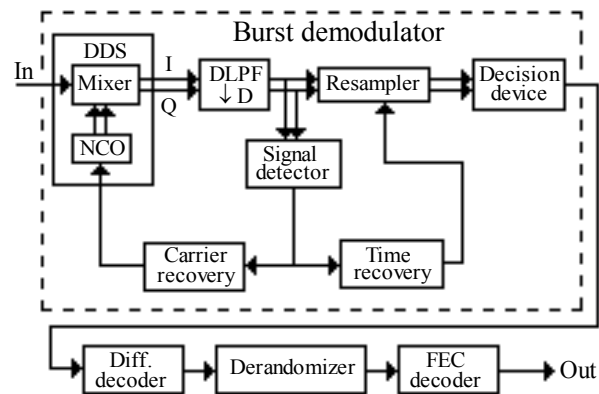 Burst demodulator
DDS
In
Mixer
NCO
I
Q
DLPF
↓ D
Resampler
Decision
device
Signal
detector
Carrier
recovery
Time
recovery
Diff.
decoder
Derandomizer
FEC
decoder
Out